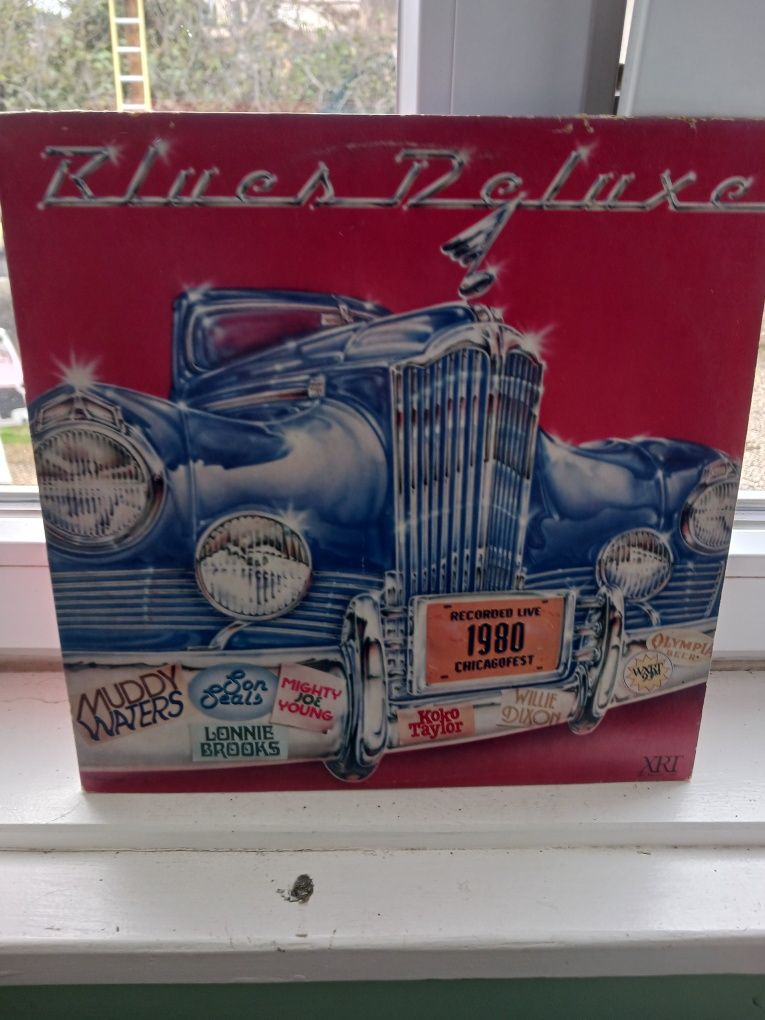 Blues Deluxe
RECORDED LIVE
1980
CHICAGOFEST
OLYMPIA
BEER
WXRT
MUDDY
WATERS
Son
Seals
MIGHTY
JOE
YOUNG
LONNIE
BROOKS
Koko
Taylor
WILLIE
DIXON
XRT